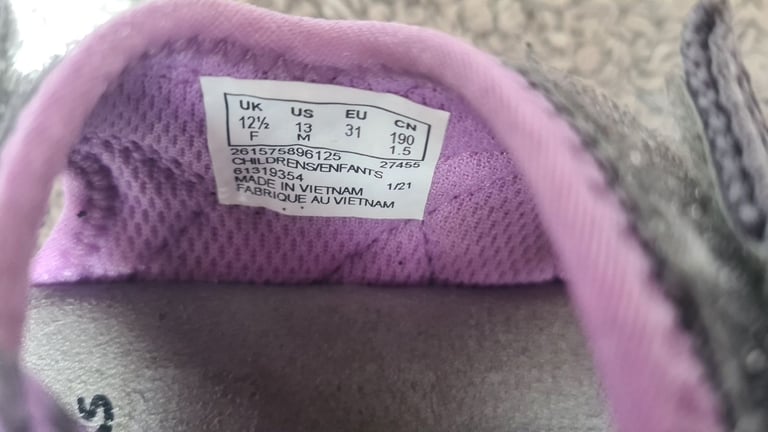 UK US EU CN
12½ 13 31 190
F M 1.5
261575896125 27455
CHILDRENS/ENFANTS
61319354
MADE IN VIETNAM 1/21
FABRIQUE AU VIETNAM